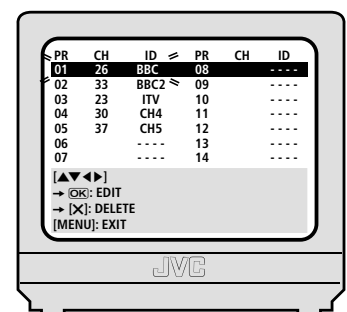 PR CH ID PR CH ID
01 26 BBC 08 - - - -
02 33 BBC2 09 - - - -
03 23 ITV 10 - - - -
04 30 CH4 11 - - - -
05 37 CH5 12 - - - -
06 - - - - 13 - - - -
07 - - - - 14 - - - -
[▲▼◀▶]
→ OK: EDIT
→ [X]: DELETE
[MENU]: EXIT
JVC